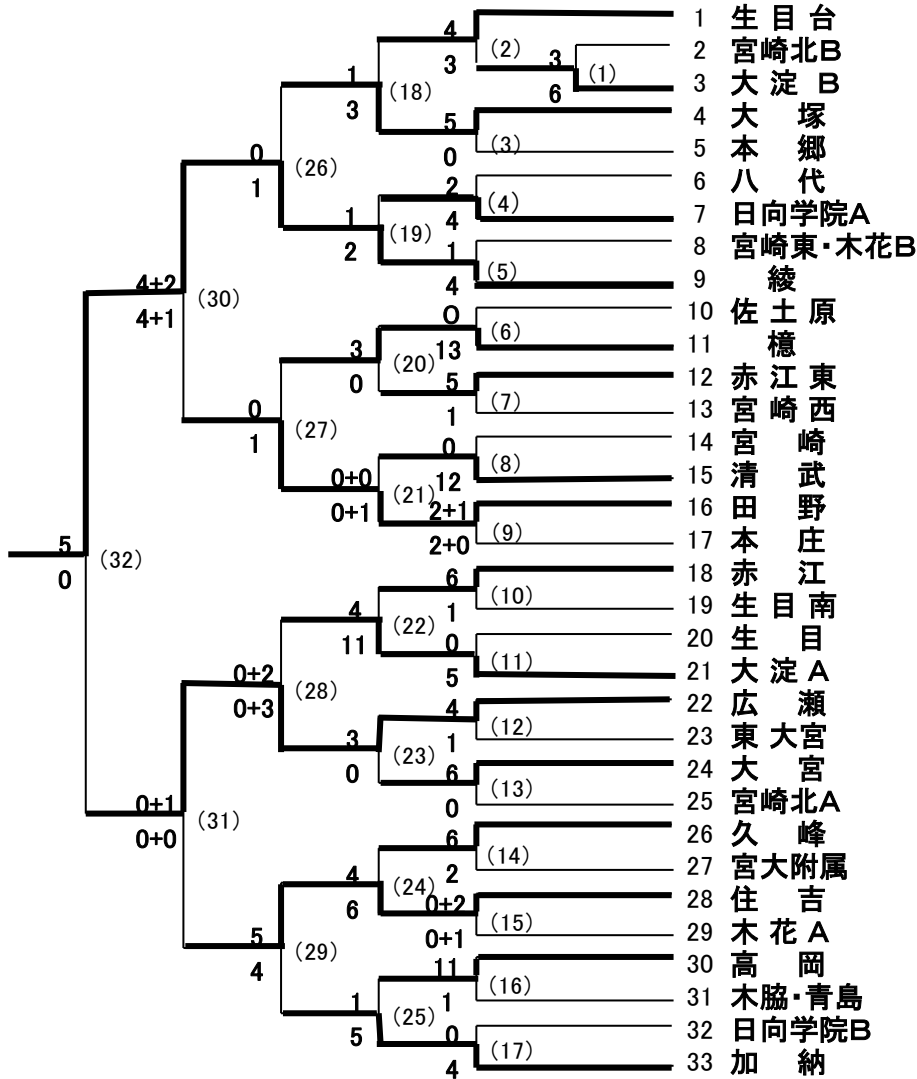 4 1 生目台
(2) 2 宮崎北B
1 3 3 (1)
(18) 6 3 大淀B
3 5 4 大塚
0 (3) 5 本郷
0 (26) 2 6 八代
1 1 (4) 7 日向学院A
(19) 4
2 1 8 宮崎東・木花B
4 (5) 9 綾
4+2 (30) 0 10 佐土原
4+1 3 (6) 11 檍
(20) 13
0 5 12 赤江東
0 (27) 1 (7) 13 宮崎西
1 0 14 宮崎
0+0 (8) 15 清武
(21) 12
0+1 2+1 16 田野
5 (32) 2+0 (9) 17 本庄
0 6 18 赤江
4 1 (10) 19 生目南
(22)
11 0 20 生目
0+2 (28) 5 (11) 21 大淀A
0+3 4 22 広瀬
3 1 (12) 23 東大宮
(23)
0 6 24 大宮
0+1 (31) 0 (13) 25 宮崎北A
0+0 6 26 久峰
4 2 (14) 27 宮大附属
(24)
6 0+2 28 住吉
5 (29) 0+1 (15) 29 木花A
4 11 30 高岡
1 1 (16) 31 木脇・青島
(25)
5 0 32 日向学院B
4 (17) 33 加納